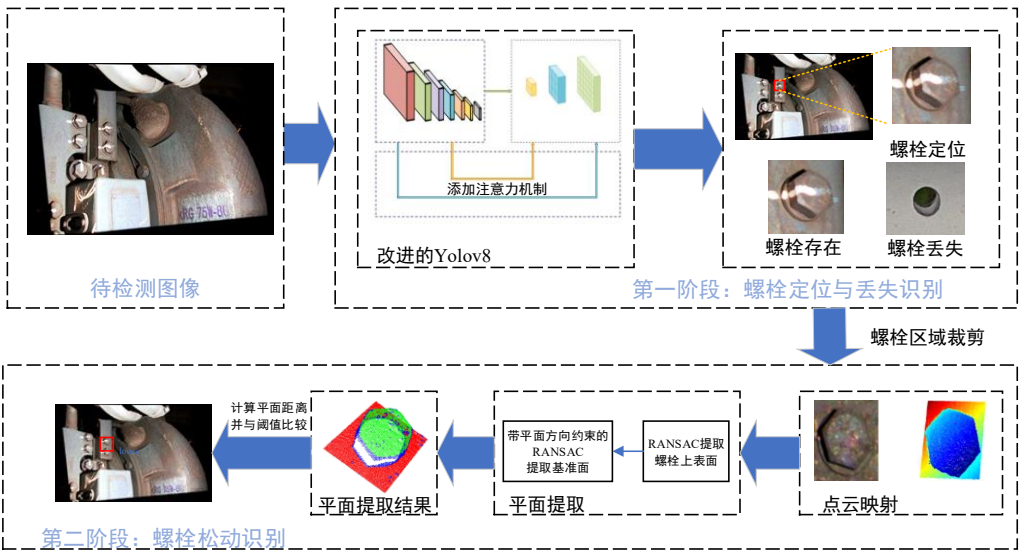 添加注意力机制
改进的Yolov8
螺栓定位
螺栓存在
螺栓丢失
待检测图像
第一阶段：螺栓定位与丢失识别
螺栓区域裁剪
计算平面距离
并与阈值比较
带平面方向约束的
RANSAC
提取基准面
RANSAC提取
螺栓上表面
平面提取结果
平面提取
点云映射
第二阶段：螺栓松动识别